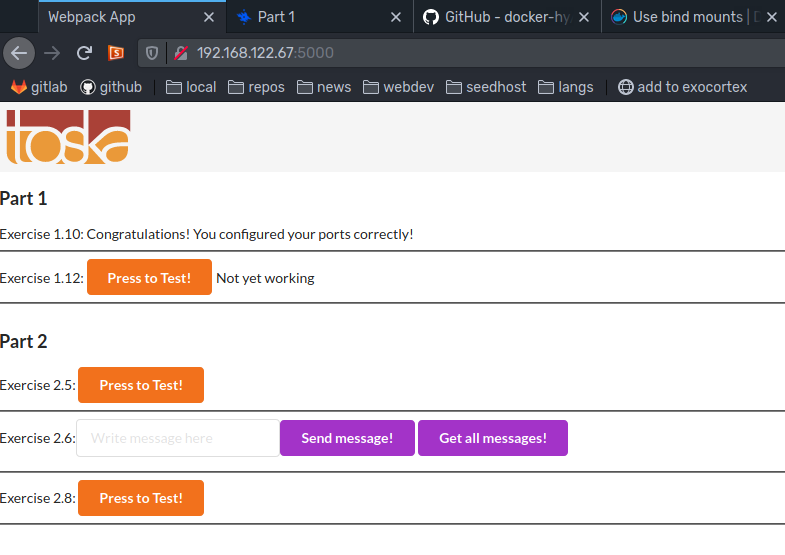 Webpack App
Part 1
GitHub - docker-hy
Use bind mounts |
192.168.122.67:5000
gitlab
github
local
repos
news
webdev
seedhost
langs
add to exocortex
toska
Part 1
Exercise 1.10: Congratulations! You configured your ports correctly!
Exercise 1.12: Press to Test! Not yet working
Part 2
Exercise 2.5: Press to Test!
Exercise 2.6: Write message here Send message! Get all messages!
Exercise 2.8: Press to Test!